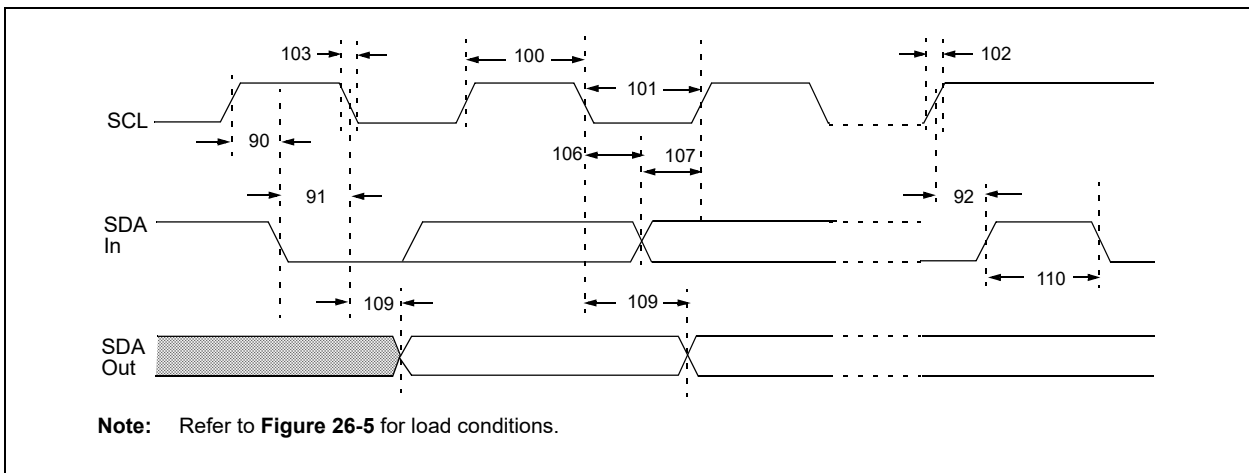 103
100
102
101
SCL
90
106
107
91
92
SDA
In
110
109
109
SDA
Out
Note: Refer to Figure 26-5 for load conditions.